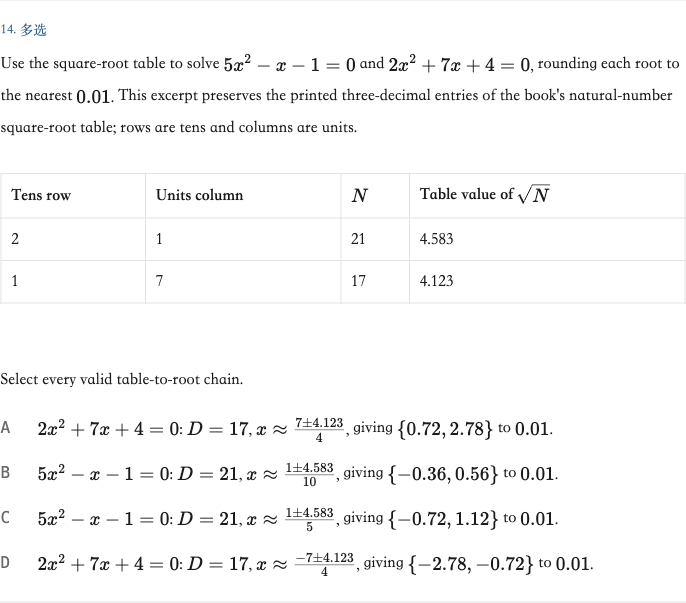 14. 多选
Use the square-root table to solve 5x² − x − 1 = 0 and 2x² + 7x + 4 = 0, rounding each root to
the nearest 0.01. This excerpt preserves the printed three-decimal entries of the book's natural-number
square-root table; rows are tens and columns are units.
Tens row Units column N Table value of √N
2 1 21 4.583
1 7 17 4.123
Select every valid table-to-root chain.
A 2x² + 7x + 4 = 0: D = 17, x ≈ (7±4.123)/4, giving {0.72, 2.78} to 0.01.
B 5x² − x − 1 = 0: D = 21, x ≈ (1±4.583)/10, giving {−0.36, 0.56} to 0.01.
C 5x² − x − 1 = 0: D = 21, x ≈ (1±4.583)/5, giving {−0.72, 1.12} to 0.01.
D 2x² + 7x + 4 = 0: D = 17, x ≈ (−7±4.123)/4, giving {−2.78, −0.72} to 0.01.